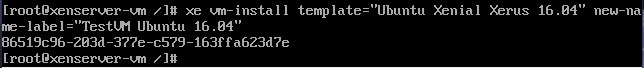 [root@xenserver-vm /]# xe vm-install template="Ubuntu Xenial Xerus 16.04" new-na
me-label="TestVM Ubuntu 16.04"
86519c96-203d-377e-c579-163ffa623d7e
[root@xenserver-vm /]#